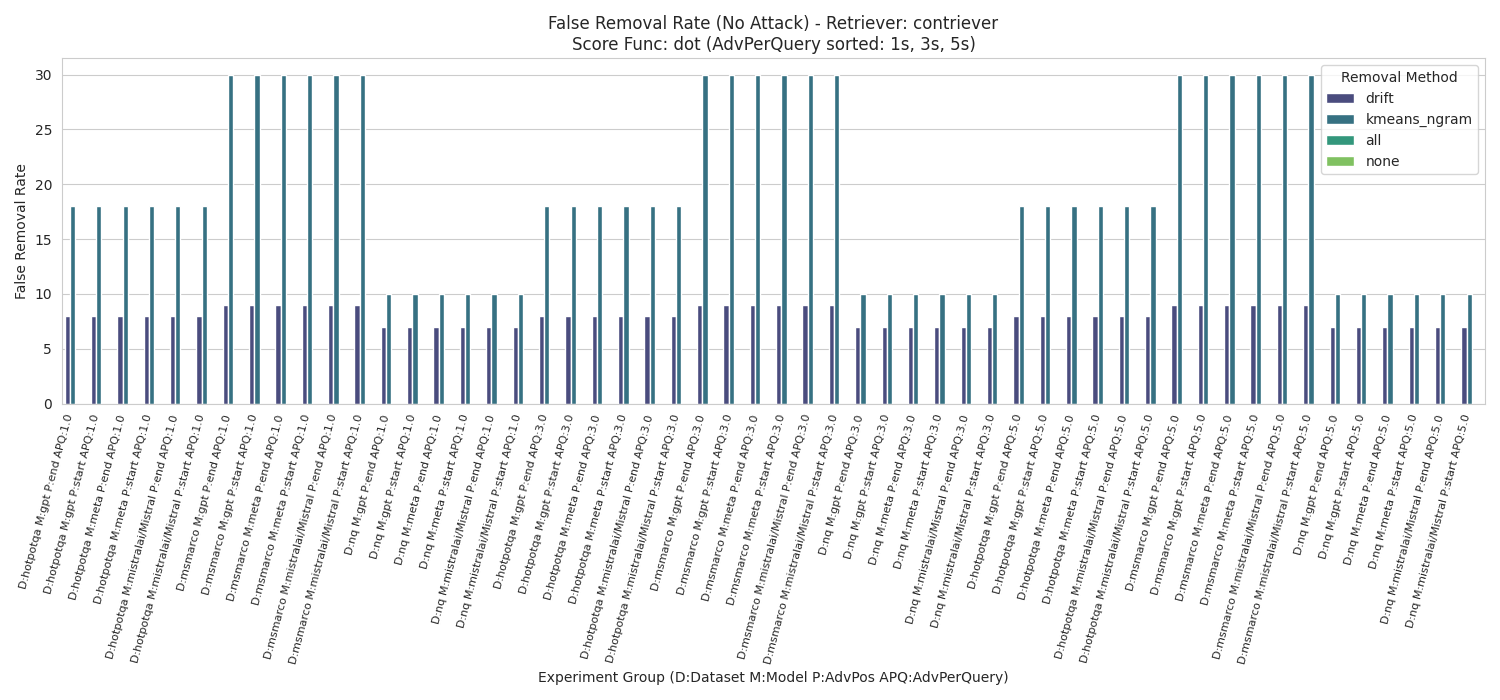 False Removal Rate (No Attack) - Retriever: contriever
Score Func: dot (AdvPerQuery sorted: 1s, 3s, 5s)
Removal Method
drift
kmeans_ngram
all
none
False Removal Rate
30
25
20
15
10
5
0
D:hotpotqa M:gpt P:end APQ:1.0
D:hotpotqa M:gpt P:start APQ:1.0
D:hotpotqa M:meta P:end APQ:1.0
D:hotpotqa M:meta P:start APQ:1.0
D:hotpotqa M:mistralai/Mistral P:end APQ:1.0
D:hotpotqa M:mistralai/Mistral P:start APQ:1.0
D:msmarco M:gpt P:end APQ:1.0
D:msmarco M:gpt P:start APQ:1.0
D:msmarco M:meta P:end APQ:1.0
D:msmarco M:meta P:start APQ:1.0
D:msmarco M:mistralai/Mistral P:end APQ:1.0
D:msmarco M:mistralai/Mistral P:start APQ:1.0
D:nq M:gpt P:end APQ:1.0
D:nq M:gpt P:start APQ:1.0
D:nq M:meta P:end APQ:1.0
D:nq M:meta P:start APQ:1.0
D:nq M:mistralai/Mistral P:end APQ:1.0
D:nq M:mistralai/Mistral P:start APQ:1.0
D:hotpotqa M:gpt P:end APQ:3.0
D:hotpotqa M:gpt P:start APQ:3.0
D:hotpotqa M:meta P:end APQ:3.0
D:hotpotqa M:meta P:start APQ:3.0
D:hotpotqa M:mistralai/Mistral P:end APQ:3.0
D:hotpotqa M:mistralai/Mistral P:start APQ:3.0
D:msmarco M:gpt P:end APQ:3.0
D:msmarco M:gpt P:start APQ:3.0
D:msmarco M:meta P:end APQ:3.0
D:msmarco M:meta P:start APQ:3.0
D:msmarco M:mistralai/Mistral P:end APQ:3.0
D:msmarco M:mistralai/Mistral P:start APQ:3.0
D:nq M:gpt P:end APQ:3.0
D:nq M:gpt P:start APQ:3.0
D:nq M:meta P:end APQ:3.0
D:nq M:meta P:start APQ:3.0
D:nq M:mistralai/Mistral P:end APQ:3.0
D:nq M:mistralai/Mistral P:start APQ:3.0
D:hotpotqa M:gpt P:end APQ:5.0
D:hotpotqa M:gpt P:start APQ:5.0
D:hotpotqa M:meta P:end APQ:5.0
D:hotpotqa M:meta P:start APQ:5.0
D:hotpotqa M:mistralai/Mistral P:end APQ:5.0
D:hotpotqa M:mistralai/Mistral P:start APQ:5.0
D:msmarco M:gpt P:end APQ:5.0
D:msmarco M:gpt P:start APQ:5.0
D:msmarco M:meta P:end APQ:5.0
D:msmarco M:meta P:start APQ:5.0
D:msmarco M:mistralai/Mistral P:end APQ:5.0
D:msmarco M:mistralai/Mistral P:start APQ:5.0
D:nq M:gpt P:end APQ:5.0
D:nq M:gpt P:start APQ:5.0
D:nq M:meta P:end APQ:5.0
D:nq M:meta P:start APQ:5.0
D:nq M:mistralai/Mistral P:end APQ:5.0
D:nq M:mistralai/Mistral P:start APQ:5.0
Experiment Group (D:Dataset M:Model P:AdvPos APQ:AdvPerQuery)